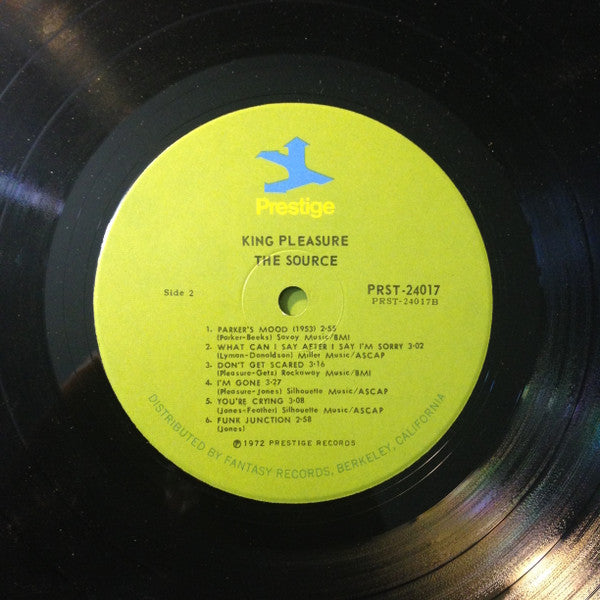 Prestige
KING PLEASURE
THE SOURCE
Side 2
PRST-24017
PRST-24017B
1. PARKER'S MOOD (1953) 2-55
(Parker-Beeks) Savoy Music/BMI
2. WHAT CAN I SAY AFTER I SAY I'M SORRY 3-02
(Lyman-Donaldson) Miller Music/ASCAP
3. DON'T GET SCARED 3-16
(Pleasure-Getz) Rockaway Music/BMI
4. I'M GONE 3-27
(Pleasure-Jones) Silhouette Music/ASCAP
5. YOU'RE CRYING 3-08
(Jones-Feather) Silhouette Music/ASCAP
6. FUNK JUNCTION 2-58
(Jones)
℗1972 PRESTIGE RECORDS
DISTRIBUTED BY FANTASY RECORDS, BERKELEY, CALIFORNIA